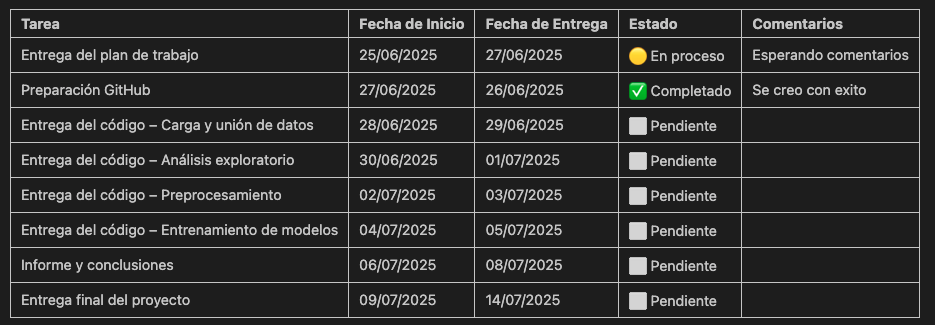 Tarea Fecha de Inicio Fecha de Entrega Estado Comentarios
Entrega del plan de trabajo 25/06/2025 27/06/2025 🟡 En proceso Esperando comentarios
Preparación GitHub 27/06/2025 26/06/2025 ✅ Completado Se creo con exito
Entrega del código – Carga y unión de datos 28/06/2025 29/06/2025 ⬜ Pendiente
Entrega del código – Análisis exploratorio 30/06/2025 01/07/2025 ⬜ Pendiente
Entrega del código – Preprocesamiento 02/07/2025 03/07/2025 ⬜ Pendiente
Entrega del código – Entrenamiento de modelos 04/07/2025 05/07/2025 ⬜ Pendiente
Informe y conclusiones 06/07/2025 08/07/2025 ⬜ Pendiente
Entrega final del proyecto 09/07/2025 14/07/2025 ⬜ Pendiente